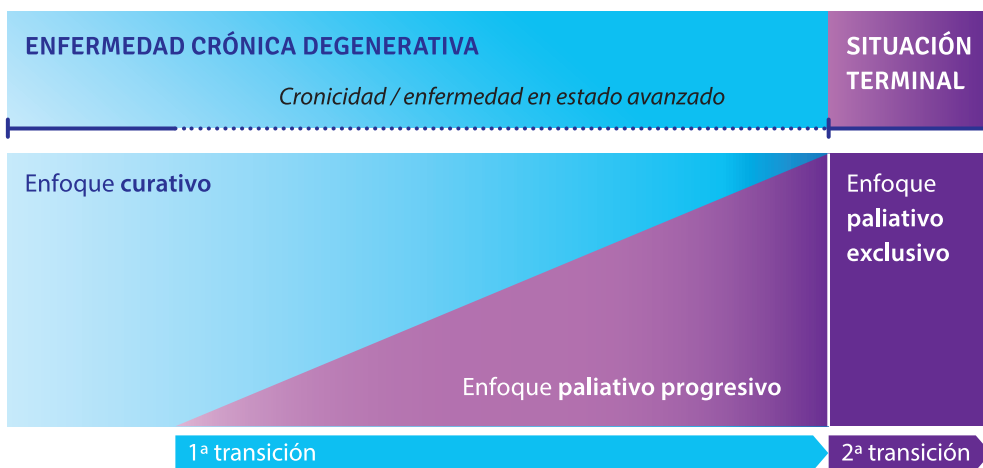 ENFERMEDAD CRÓNICA DEGENERATIVA
Cronicidad / enfermedad en estado avanzado
SITUACIÓN
TERMINAL
Enfoque curativo
Enfoque paliativo progresivo
Enfoque
paliativo
exclusivo
1ª transición
2ª transición